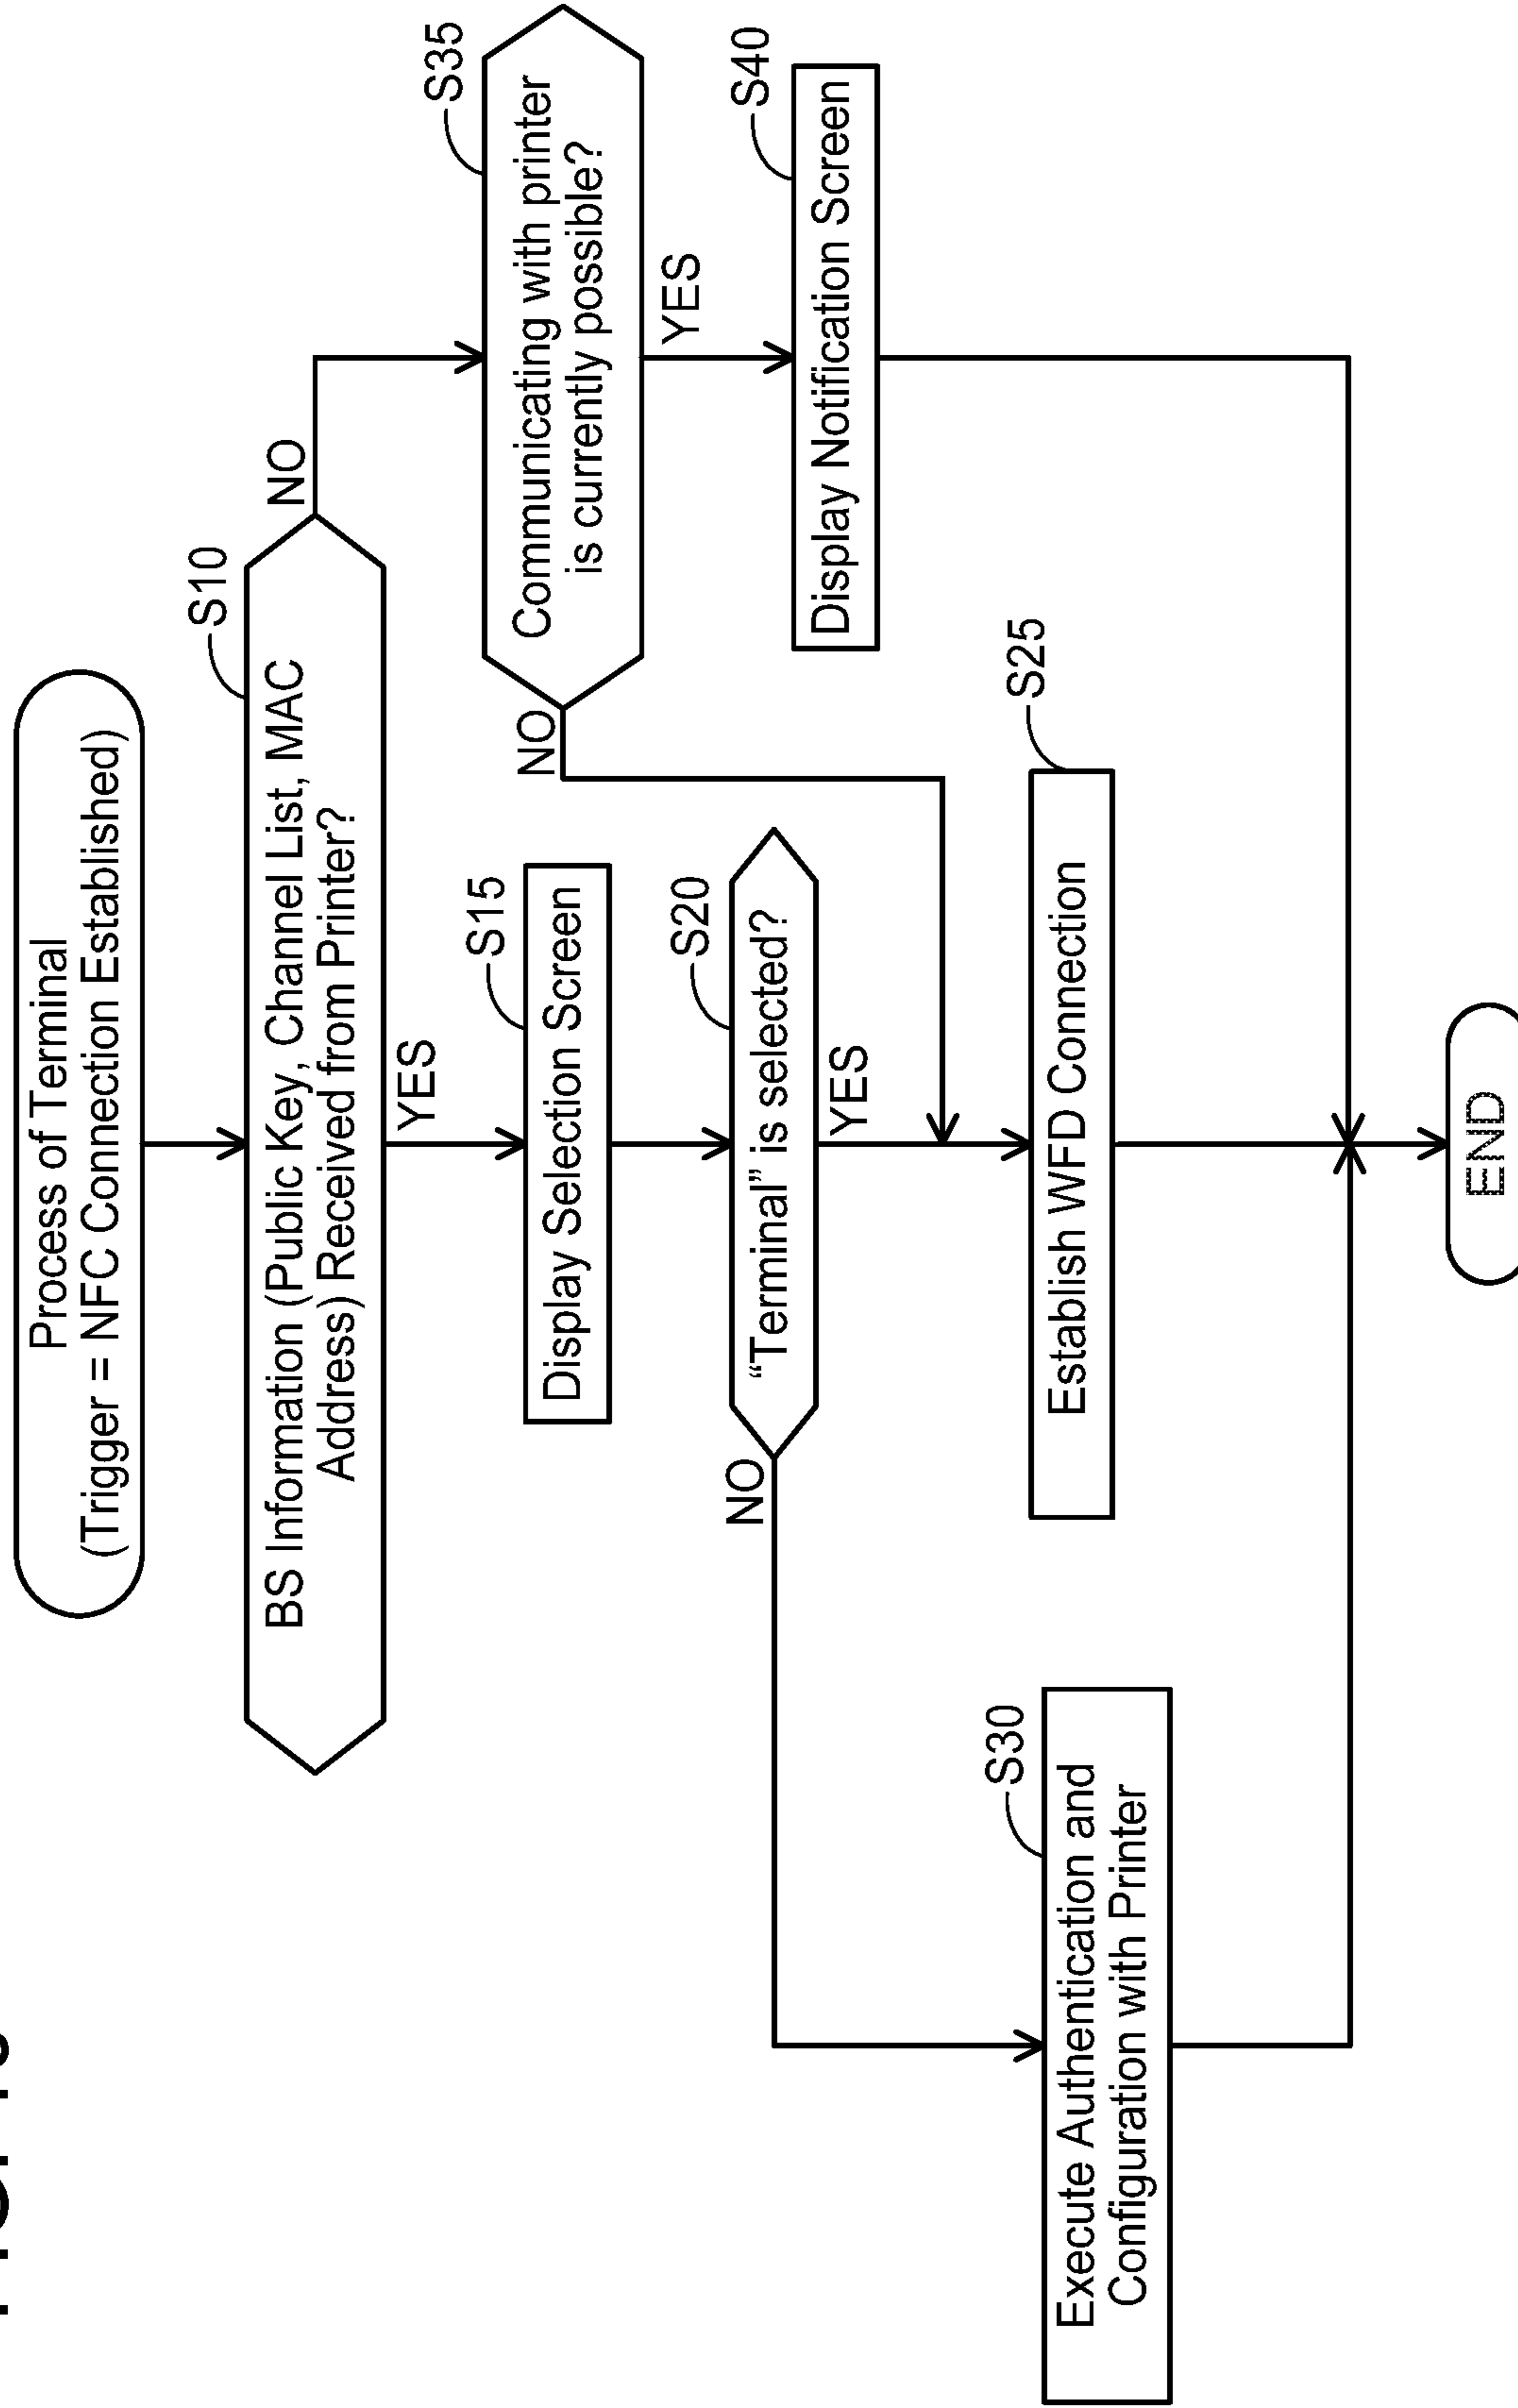 Process of Terminal
(Trigger = NFC Connection Established)
S10
BS Information (Public Key, Channel List, MAC
Address) Received from Printer?
NO
YES
S35
Communicating with printer
is currently possible?
NO
YES
S15
Display Selection Screen
S40
Display Notification Screen
S20
“Terminal” is selected?
NO
YES
S25
Establish WFD Connection
S30
Execute Authentication and
Configuration with Printer
END